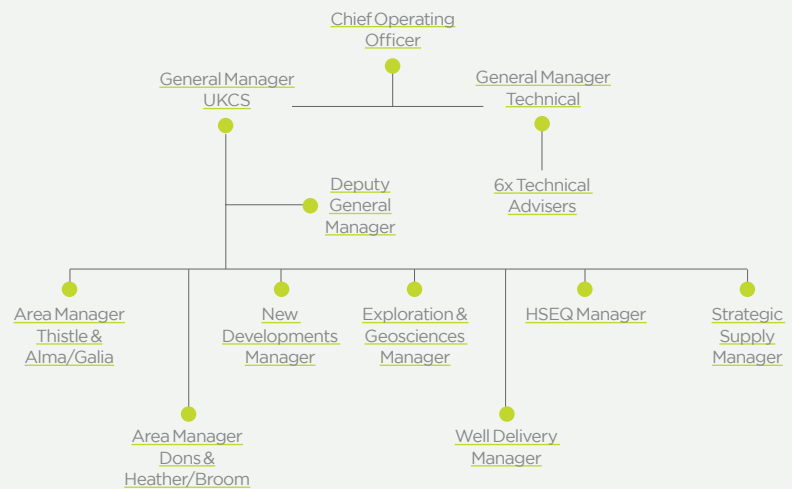 Chief Operating
Officer
General Manager
UKCS
General Manager
Technical
Deputy
General
Manager
6x Technical
Advisers
Area Manager
Thistle &
Alma/Galia
New
Developments
Manager
Exploration &
Geosciences
Manager
HSEQ Manager
Strategic
Supply
Manager
Area Manager
Dons &
Heather/Broom
Well Delivery
Manager